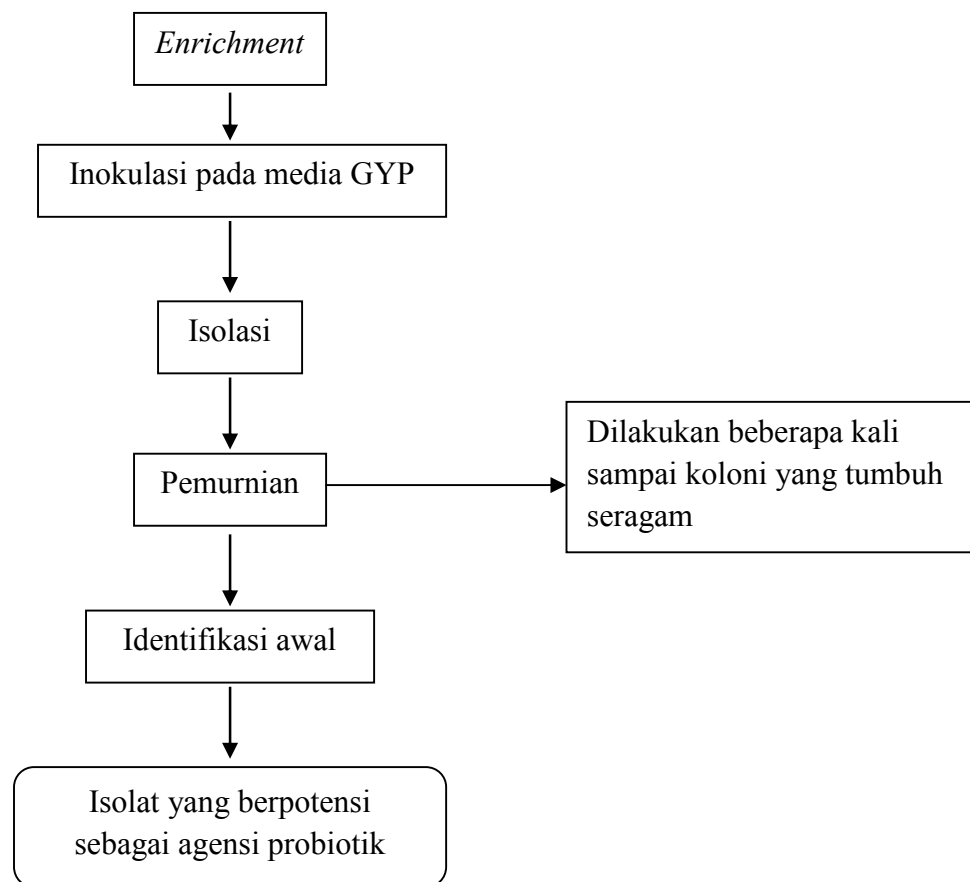 Enrichment
Inokulasi pada media GYP
Isolasi
Pemurnian
Dilakukan beberapa kali
sampai koloni yang tumbuh
seragam
Identifikasi awal
Isolat yang berpotensi
sebagai agensi probiotik